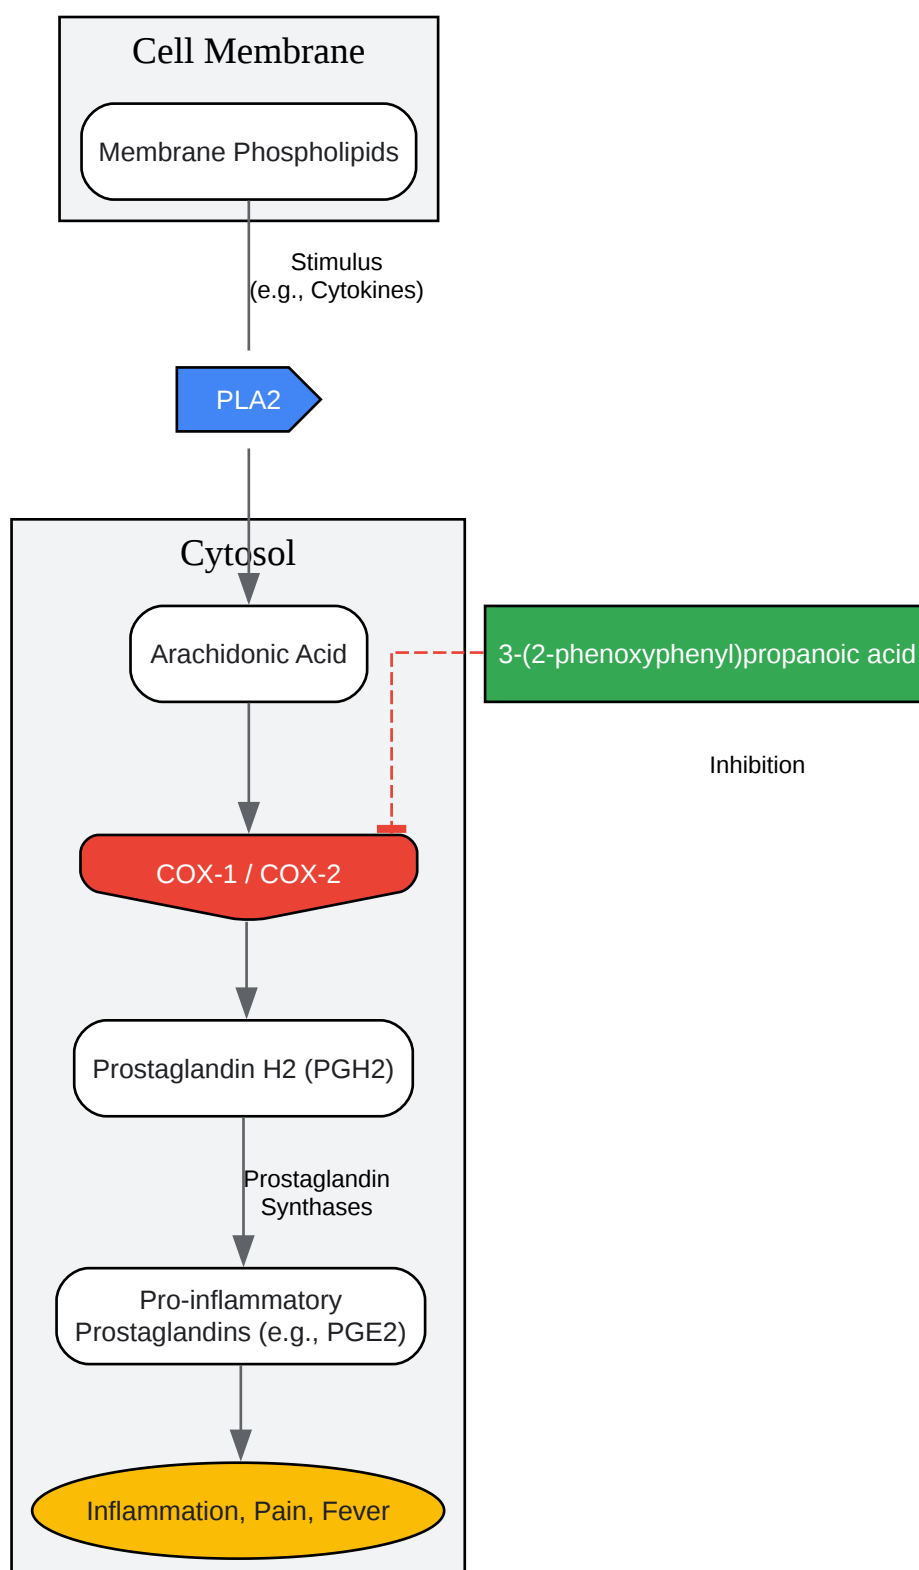 Cell Membrane
Membrane Phospholipids
Stimulus
(e.g., Cytokines)
PLA2
Cytosol
Arachidonic Acid
3-(2-phenoxyphenyl)propanoic acid
Inhibition
COX-1 / COX-2
Prostaglandin H2 (PGH2)
Prostaglandin
Synthases
Pro-inflammatory
Prostaglandins (e.g., PGE2)
Inflammation, Pain, Fever